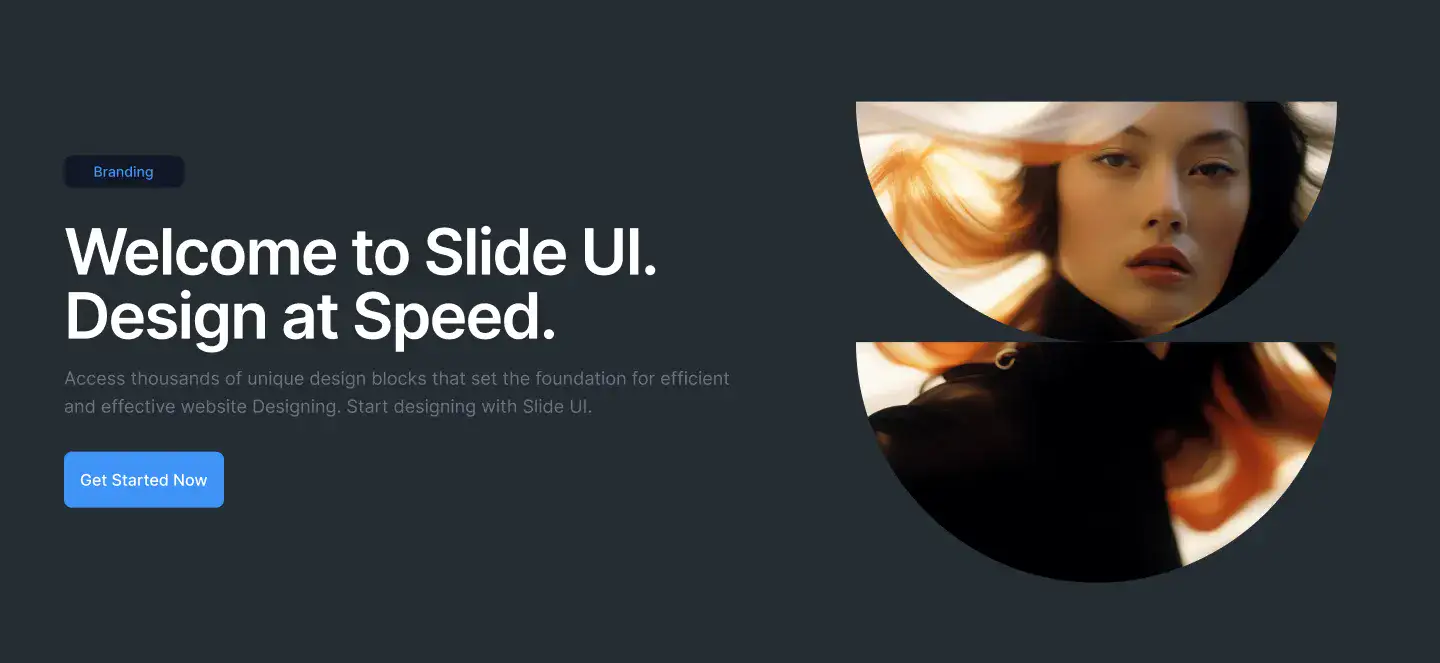 Branding
Welcome to Slide UI.
Design at Speed.
Access thousands of unique design blocks that set the foundation for efficient
and effective website Designing. Start designing with Slide UI.
Get Started Now